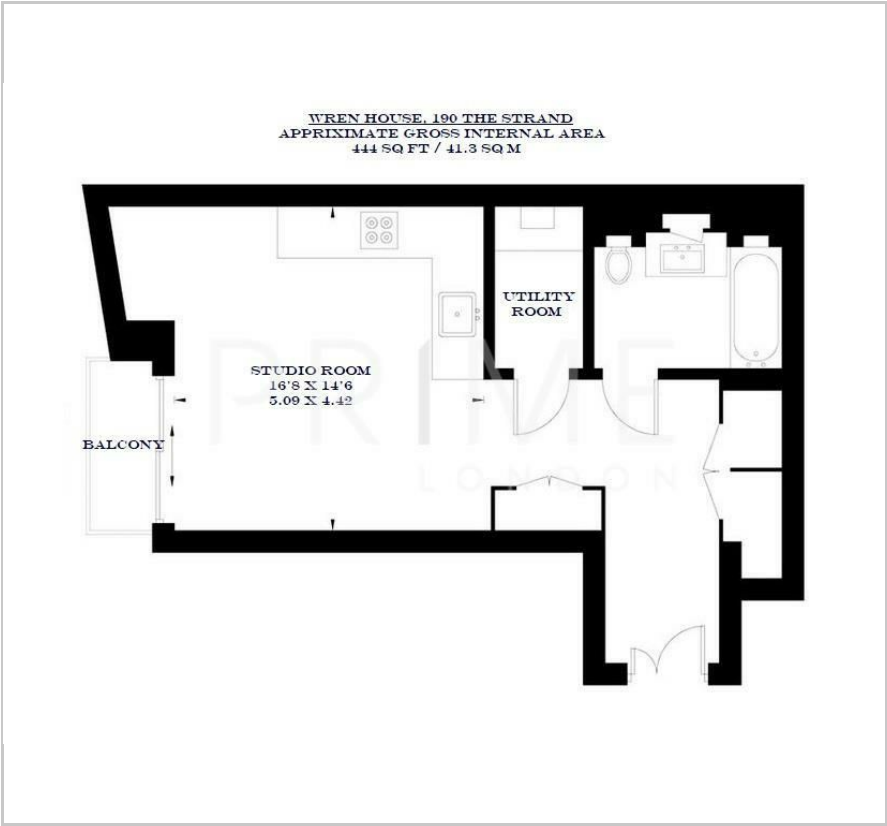 WREN HOUSE, 190 THE STRAND
APPRIXIMATE GROSS INTERNAL AREA
444 SQ FT / 41.3 SQ M
UTILITY
ROOM
STUDIO ROOM
16'8 X 14'6
5.09 X 4.42
BALCONY
PRIME
LONDON